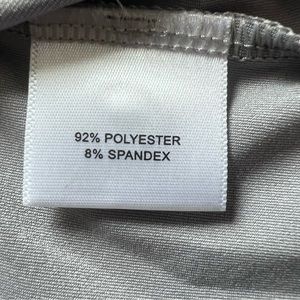 92% POLYESTER
8% SPANDEX